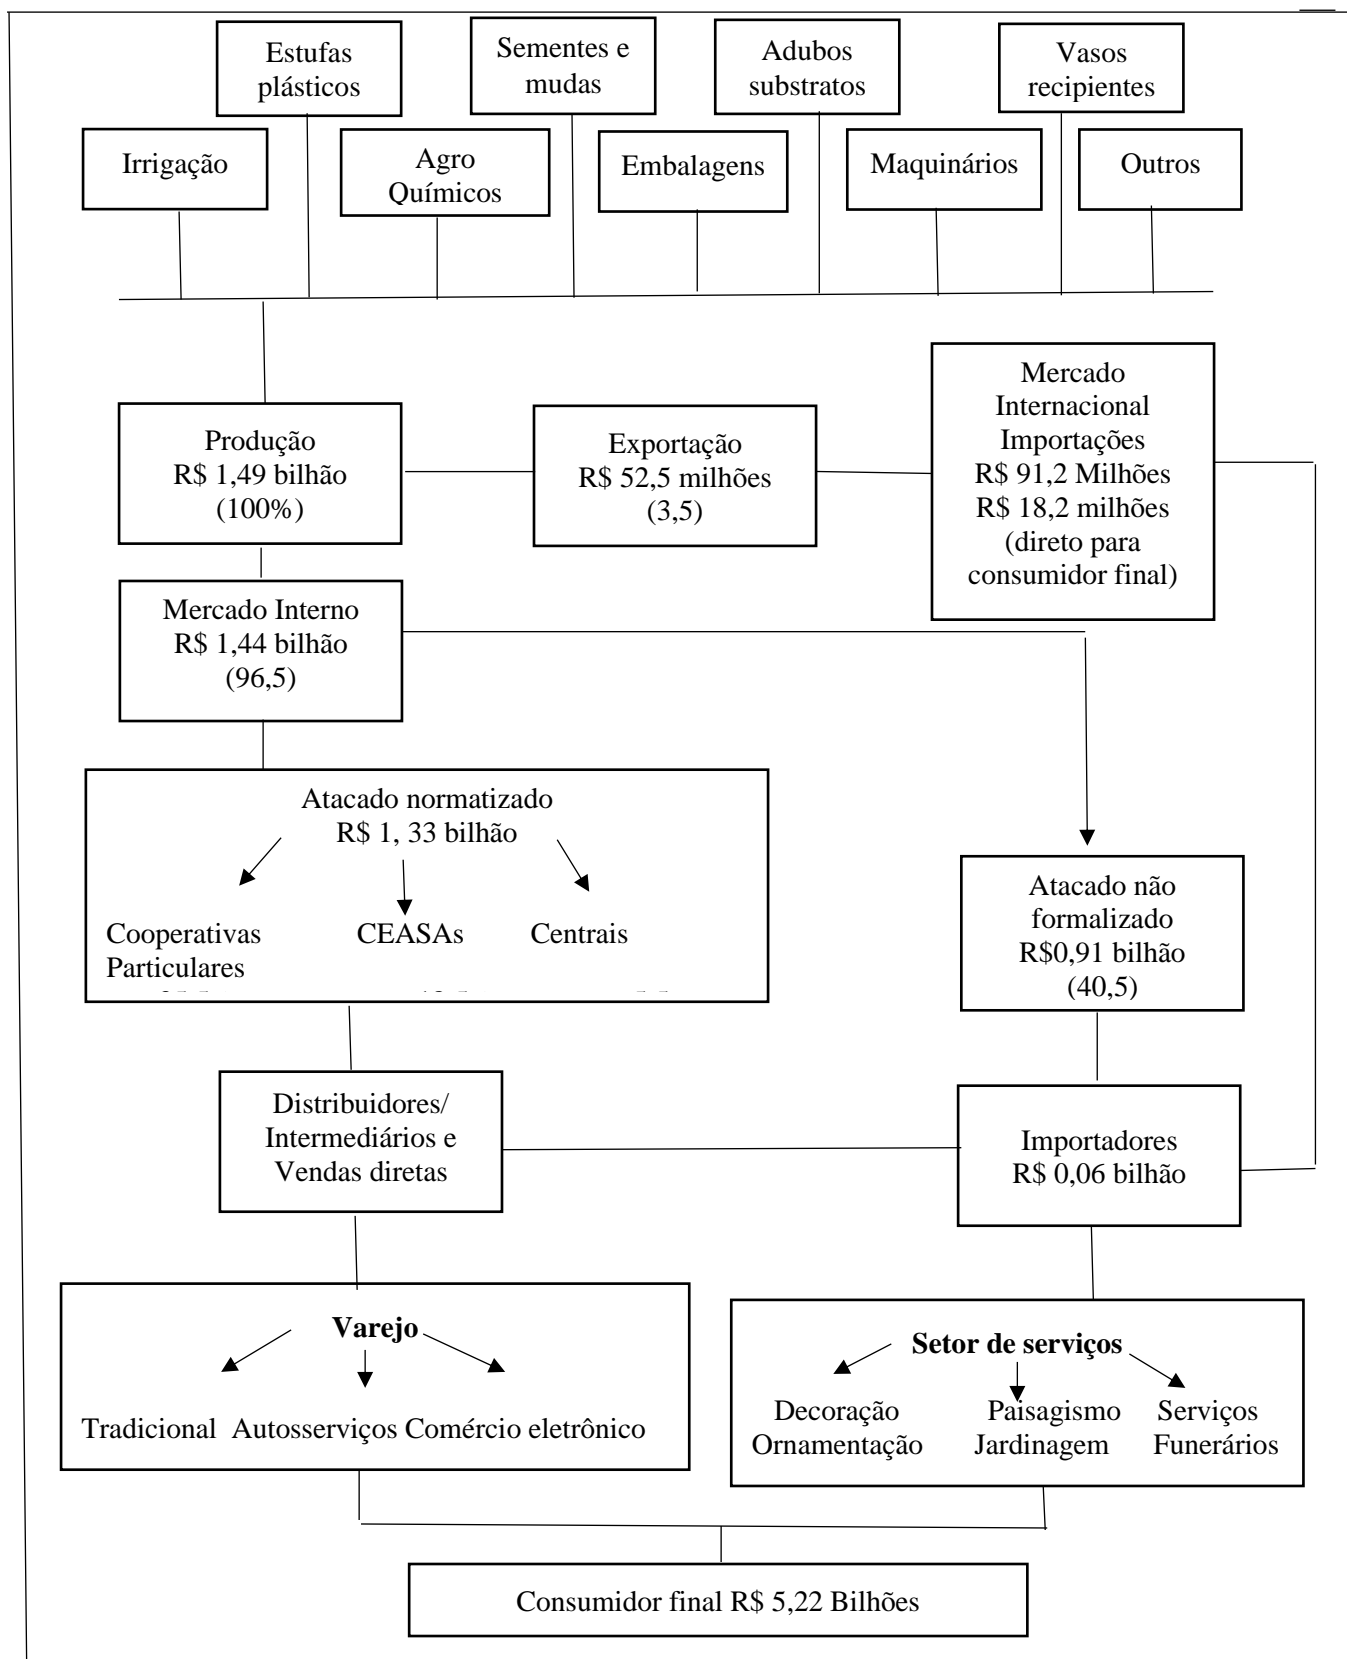 Estufas
plásticos
Sementes e
mudas
Adubos
substratos
Vasos
recipientes
Irrigação
Agro
Químicos
Embalagens
Maquinários
Outros
Produção
R$ 1,49 bilhão
(100%)
Exportação
R$ 52,5 milhões
(3,5)
Mercado
Internacional
Importações
R$ 91,2 Milhões
R$ 18,2 milhões
(direto para
consumidor final)
Mercado Interno
R$ 1,44 bilhão
(96,5)
Atacado normatizado
R$ 1, 33 bilhão
Cooperativas CEASAs Centrais
Particulares
Atacado não
formalizado
R$0,91 bilhão
(40,5)
Distribuidores/
Intermediários e
Vendas diretas
Importadores
R$ 0,06 bilhão
Varejo
Tradicional Autosserviços Comércio eletrônico
Setor de serviços
Decoração Paisagismo Serviços
Ornamentação Jardinagem Funerários
Consumidor final R$ 5,22 Bilhões